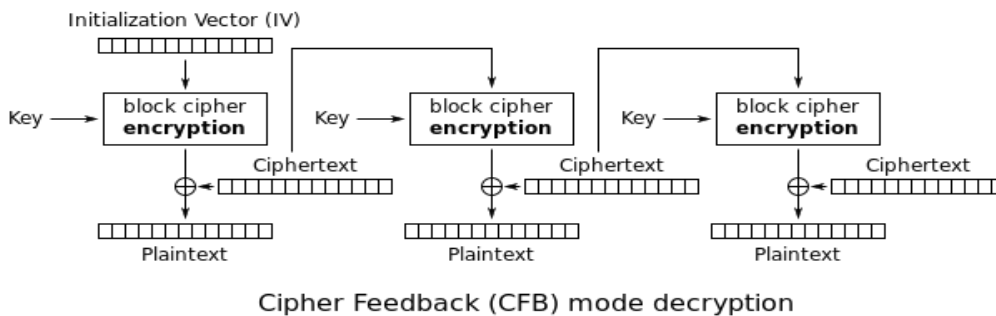 Initialization Vector (IV)
Key
block cipher
encryption
Key
block cipher
encryption
Key
block cipher
encryption
Ciphertext
Ciphertext
Ciphertext
Plaintext
Plaintext
Plaintext
Cipher Feedback (CFB) mode decryption